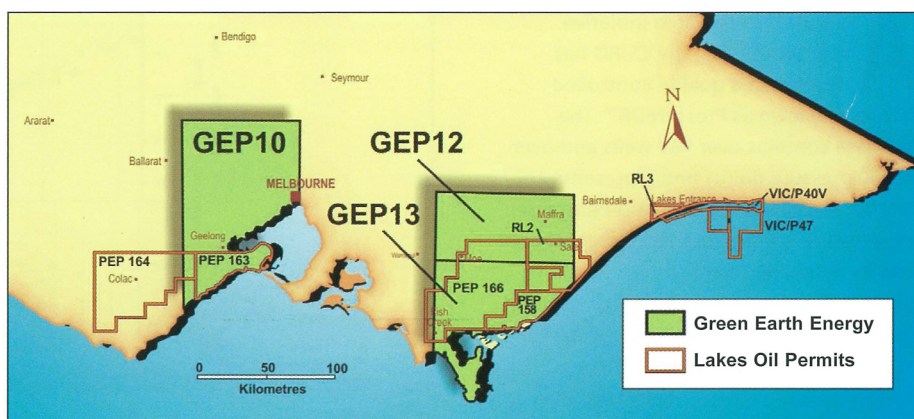 Bendigo
Seymour
Ararat
Ballarat
GEP10
MELBOURNE
GEP12
GEP13
N
RL3
Lakes Entrance
VIC/P40V
Bairnsdale
VIC/P47
Maffra
RL2
Sale
Geelong
Moe
PEP 164
PEP 163
Colac
PEP 166
PEP
158
Fish
Creek
0 50 100
Kilometres
Green Earth Energy
Lakes Oil Permits